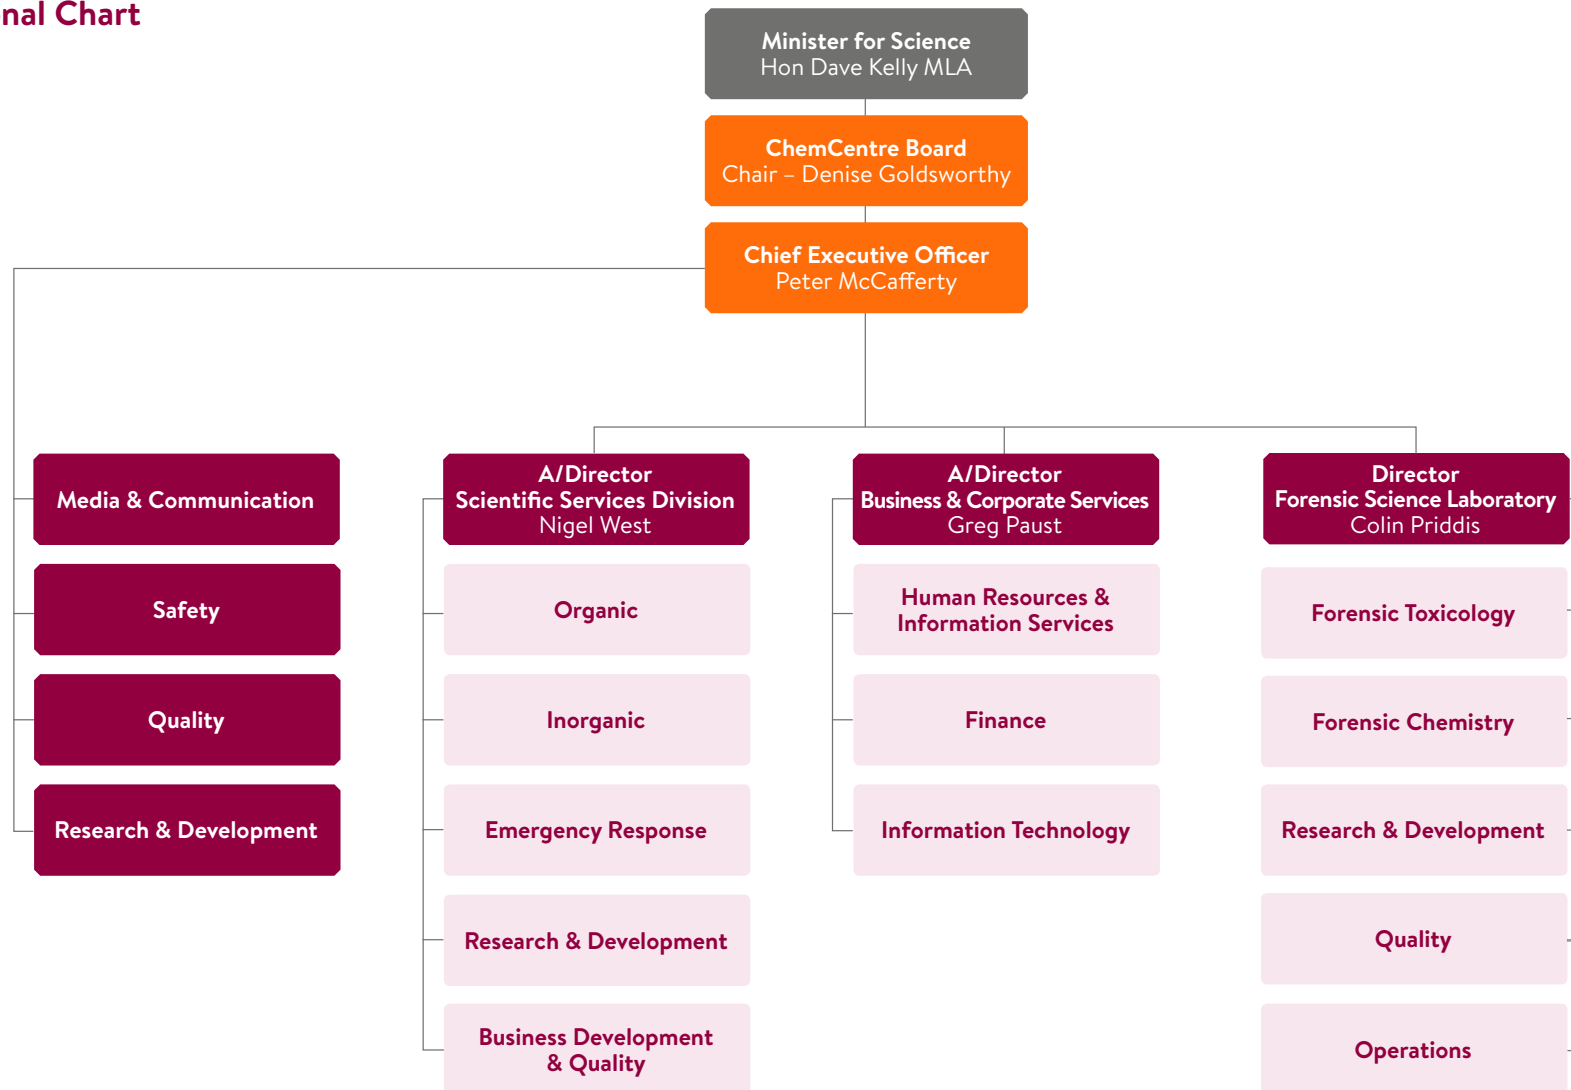 nal Chart
Minister for Science
Hon Dave Kelly MLA
ChemCentre Board
Chair – Denise Goldsworthy
Chief Executive Officer
Peter McCafferty
Media & Communication
Safety
Quality
Research & Development
A/Director
Scientific Services Division
Nigel West
Organic
Inorganic
Emergency Response
Research & Development
Business Development
& Quality
A/Director
Business & Corporate Services
Greg Paust
Human Resources &
Information Services
Finance
Information Technology
Director
Forensic Science Laboratory
Colin Priddis
Forensic Toxicology
Forensic Chemistry
Research & Development
Quality
Operations